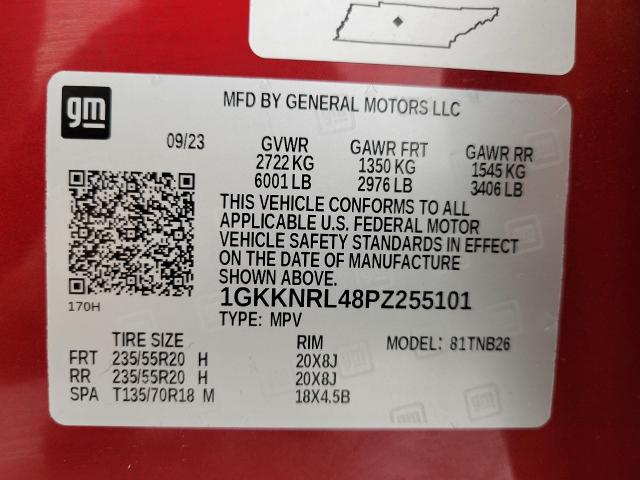 gm
MFD BY GENERAL MOTORS LLC
09/23
GVWR GAWR FRT GAWR RR
2722 KG 1350 KG 1545 KG
6001 LB 2976 LB 3406 LB
THIS VEHICLE CONFORMS TO ALL
APPLICABLE U.S. FEDERAL MOTOR
VEHICLE SAFETY STANDARDS IN EFFECT
ON THE DATE OF MANUFACTURE
SHOWN ABOVE.
170H
1GKKNRL48PZ255101
TYPE: MPV
TIRE SIZE RIM MODEL: 81TNB26
FRT 235/55R20 H 20X8J
RR 235/55R20 H 20X8J
SPA T135/70R18 M 18X4.5B